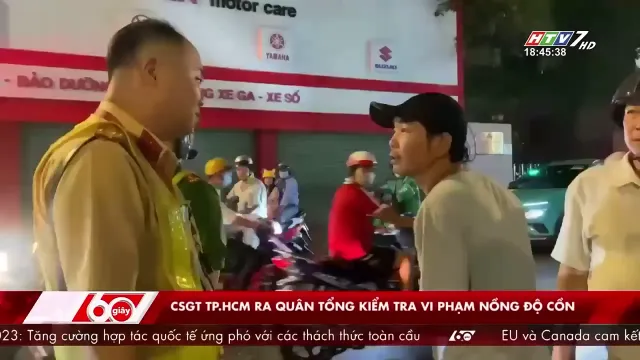 motor care
YAMAHA
SUZUKI
HTV7 HD
18:45:38
BẢO DƯỠNG
XE GA - XE SỐ
60 giây
CSGT TP.HCM RA QUÂN TỔNG KIỂM TRA VI PHẠM NỒNG ĐỘ CỒN
023: Tăng cường hợp tác quốc tế ứng phó với các thách thức toàn cầu
60
EU và Canada cam kết